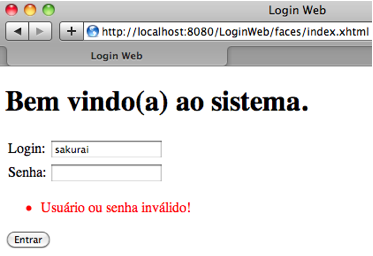 Login Web
http://localhost:8080/LoginWeb/faces/index.xhtml
Login Web
Bem vindo(a) ao sistema.
Login: sakurai
Senha:
Usuário ou senha inválido!
Entrar